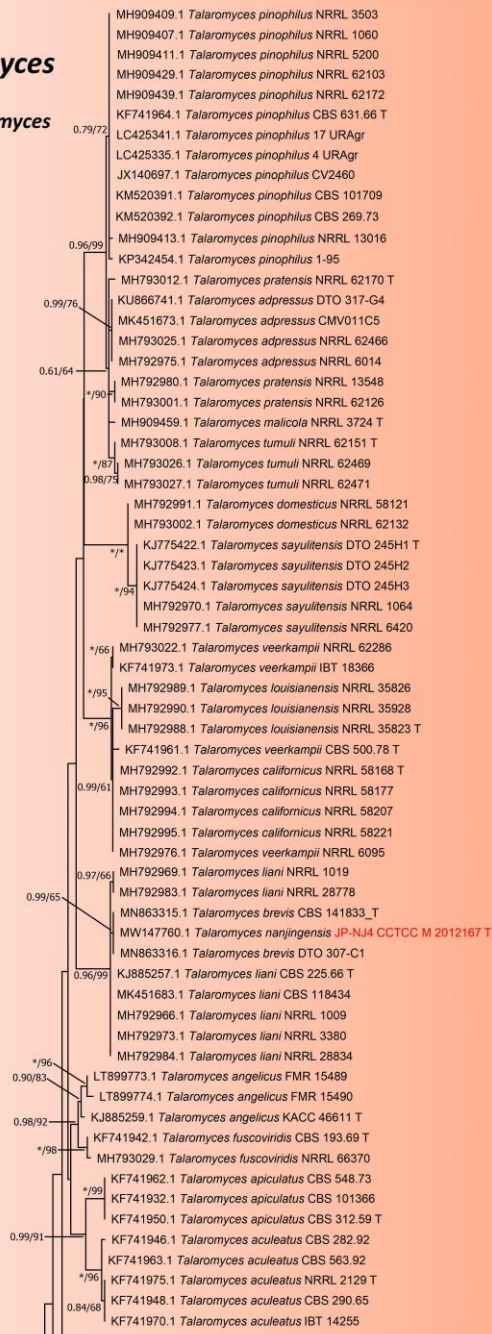 MH909409.1 Talaromyces pinophilus NRRL 3503
MH909407.1 Talaromyces pinophilus NRRL 1060
yces
MH909411.1 Talaromyces pinophilus NRRL 5200
MH909429.1 Talaromyces pinophilus NRRL 62103
MH909439.1 Talaromyces pinophilus NRRL 62172
myces
KF741964.1 Talaromyces pinophilus CBS 631.66 T
0.79/72
LC425341.1 Talaromyces pinophilus 17 URAgr
LC425335.1 Talaromyces pinophilus 4 URAgr
JX140697.1 Talaromyces pinophilus CV2460
KM520391.1 Talaromyces pinophilus CBS 101709
KM520392.1 Talaromyces pinophilus CBS 269.73
MH909413.1 Talaromyces pinophilus NRRL 13016
0.96/99
KP342454.1 Talaromyces pinophilus 1-95
MH793012.1 Talaromyces pratensis NRRL 62170 T
0.99/76
KU866741.1 Talaromyces adpressus DTO 317-G4
MK451673.1 Talaromyces adpressus CMV011C5
MH793025.1 Talaromyces adpressus NRRL 62466
MH792975.1 Talaromyces adpressus NRRL 6014
0.61/64
MH792980.1 Talaromyces pratensis NRRL 13548
*/90
MH793001.1 Talaromyces pratensis NRRL 62126
MH909459.1 Talaromyces malicola NRRL 3724 T
MH793008.1 Talaromyces tumuli NRRL 62151 T
*/87
MH793026.1 Talaromyces tumuli NRRL 62469
0.98/75
MH793027.1 Talaromyces tumuli NRRL 62471
MH792991.1 Talaromyces domesticus NRRL 58121
MH793002.1 Talaromyces domesticus NRRL 62132
KJ775422.1 Talaromyces sayulitensis DTO 245H1 T
*/*
KJ775423.1 Talaromyces sayulitensis DTO 245H2
KJ775424.1 Talaromyces sayulitensis DTO 245H3
*/94
MH792970.1 Talaromyces sayulitensis NRRL 1064
MH792977.1 Talaromyces sayulitensis NRRL 6420
*/66
MH793022.1 Talaromyces veerkampii NRRL 62286
KF741973.1 Talaromyces veerkampii IBT 18366
MH792989.1 Talaromyces louisianensis NRRL 35826
*/95
MH792990.1 Talaromyces louisianensis NRRL 35928
*/96
MH792988.1 Talaromyces louisianensis NRRL 35823 T
KF741961.1 Talaromyces veerkampii CBS 500.78 T
MH792992.1 Talaromyces californicus NRRL 58168 T
0.99/61
MH792993.1 Talaromyces californicus NRRL 58177
MH792994.1 Talaromyces californicus NRRL 58207
MH792995.1 Talaromyces californicus NRRL 58221
MH792976.1 Talaromyces veerkampii NRRL 6095
0.97/66
MH792969.1 Talaromyces liani NRRL 1019
MH792983.1 Talaromyces liani NRRL 28778
0.99/65
MN863315.1 Talaromyces brevis CBS 141833_T
MW147760.1 Talaromyces nanjingensis JP-NJ4 CCTCC M 2012167 T
MN863316.1 Talaromyces brevis DTO 307-C1
0.96/99
KJ885257.1 Talaromyces liani CBS 225.66 T
MK451683.1 Talaromyces liani CBS 118434
MH792966.1 Talaromyces liani NRRL 1009
MH792973.1 Talaromyces liani NRRL 3380
MH792984.1 Talaromyces liani NRRL 28834
*/96
LT899773.1 Talaromyces angelicus FMR 15489
0.90/83
LT899774.1 Talaromyces angelicus FMR 15490
KJ885259.1 Talaromyces angelicus KACC 46611 T
0.98/92
KF741942.1 Talaromyces fuscoviridis CBS 193.69 T
*/98
MH793029.1 Talaromyces fuscoviridis NRRL 66370
KF741962.1 Talaromyces apiculatus CBS 548.73
*/99
KF741932.1 Talaromyces apiculatus CBS 101366
KF741950.1 Talaromyces apiculatus CBS 312.59 T
0.99/91
KF741946.1 Talaromyces aculeatus CBS 282.92
KF741963.1 Talaromyces aculeatus CBS 563.92
*/96
KF741975.1 Talaromyces aculeatus NRRL 2129 T
KF741948.1 Talaromyces aculeatus CBS 290.65
0.84/68
KF741970.1 Talaromyces aculeatus IBT 14255